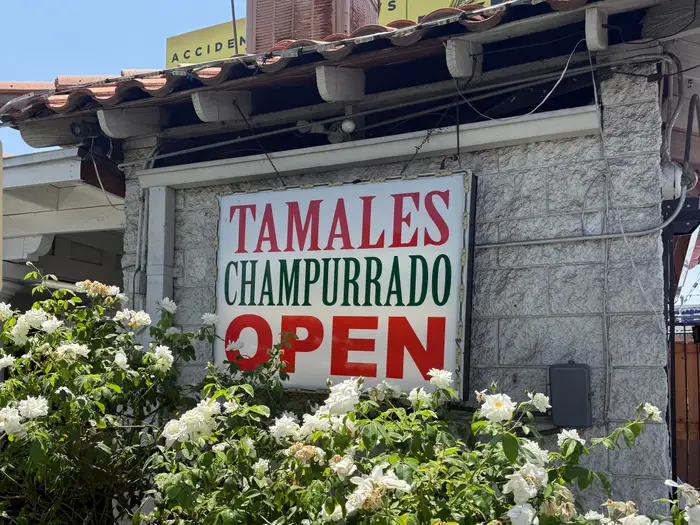 ACCIDEN
TAMALES
CHAMPURRADO
OPEN